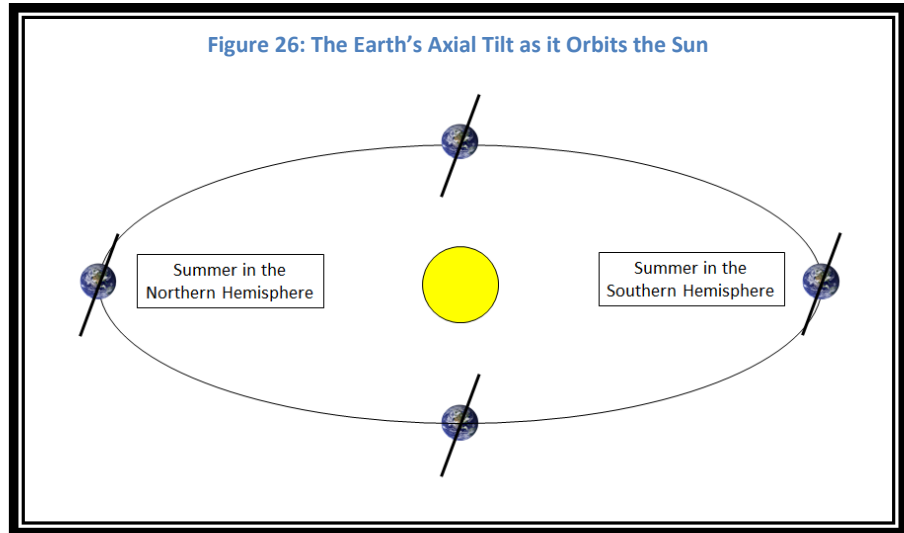 Figure 26: The Earth’s Axial Tilt as it Orbits the Sun
Summer in the
Northern Hemisphere
Summer in the
Southern Hemisphere